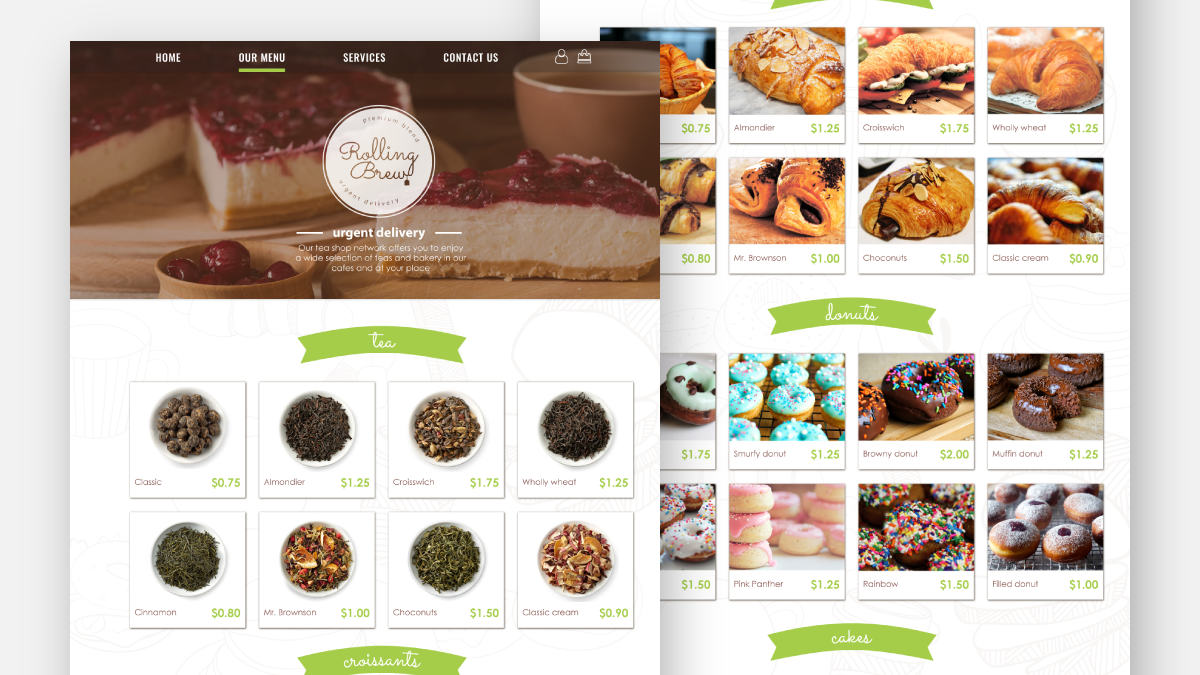 HOME OUR MENU SERVICES CONTACT US
premium blend
Rolling
Brew
urgent delivery
urgent delivery
Our tea shop network offers you to enjoy
a wide selection of teas and bakery in our
cafes and at your place
tea
Classic $0.75 Almondier $1.25 Croisswich $1.75 Wholly wheat $1.25
Cinnamon $0.80 Mr. Brownson $1.00 Choconuts $1.50 Classic cream $0.90
croissants
$0.75 Almandier $1.25 Croisswich $1.75 Wholly wheat $1.25
$0.80 Mr. Brownson $1.00 Choconuts $1.50 Classic cream $0.90
donuts
$1.75 Smurfy donut $1.25 Browny donut $2.00 Muffin donut $1.25
$1.50 Pink Panther $1.25 Rainbow $1.50 Filled donut $1.00
cakes